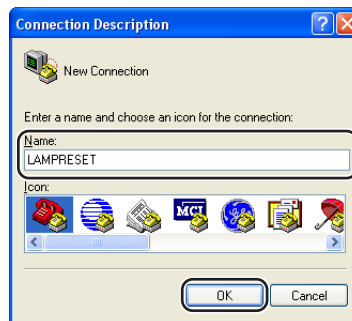 Connection Description
New Connection
Enter a name and choose an icon for the connection:
Name:
LAMPRESET
Icon:
MCI
OK
Cancel